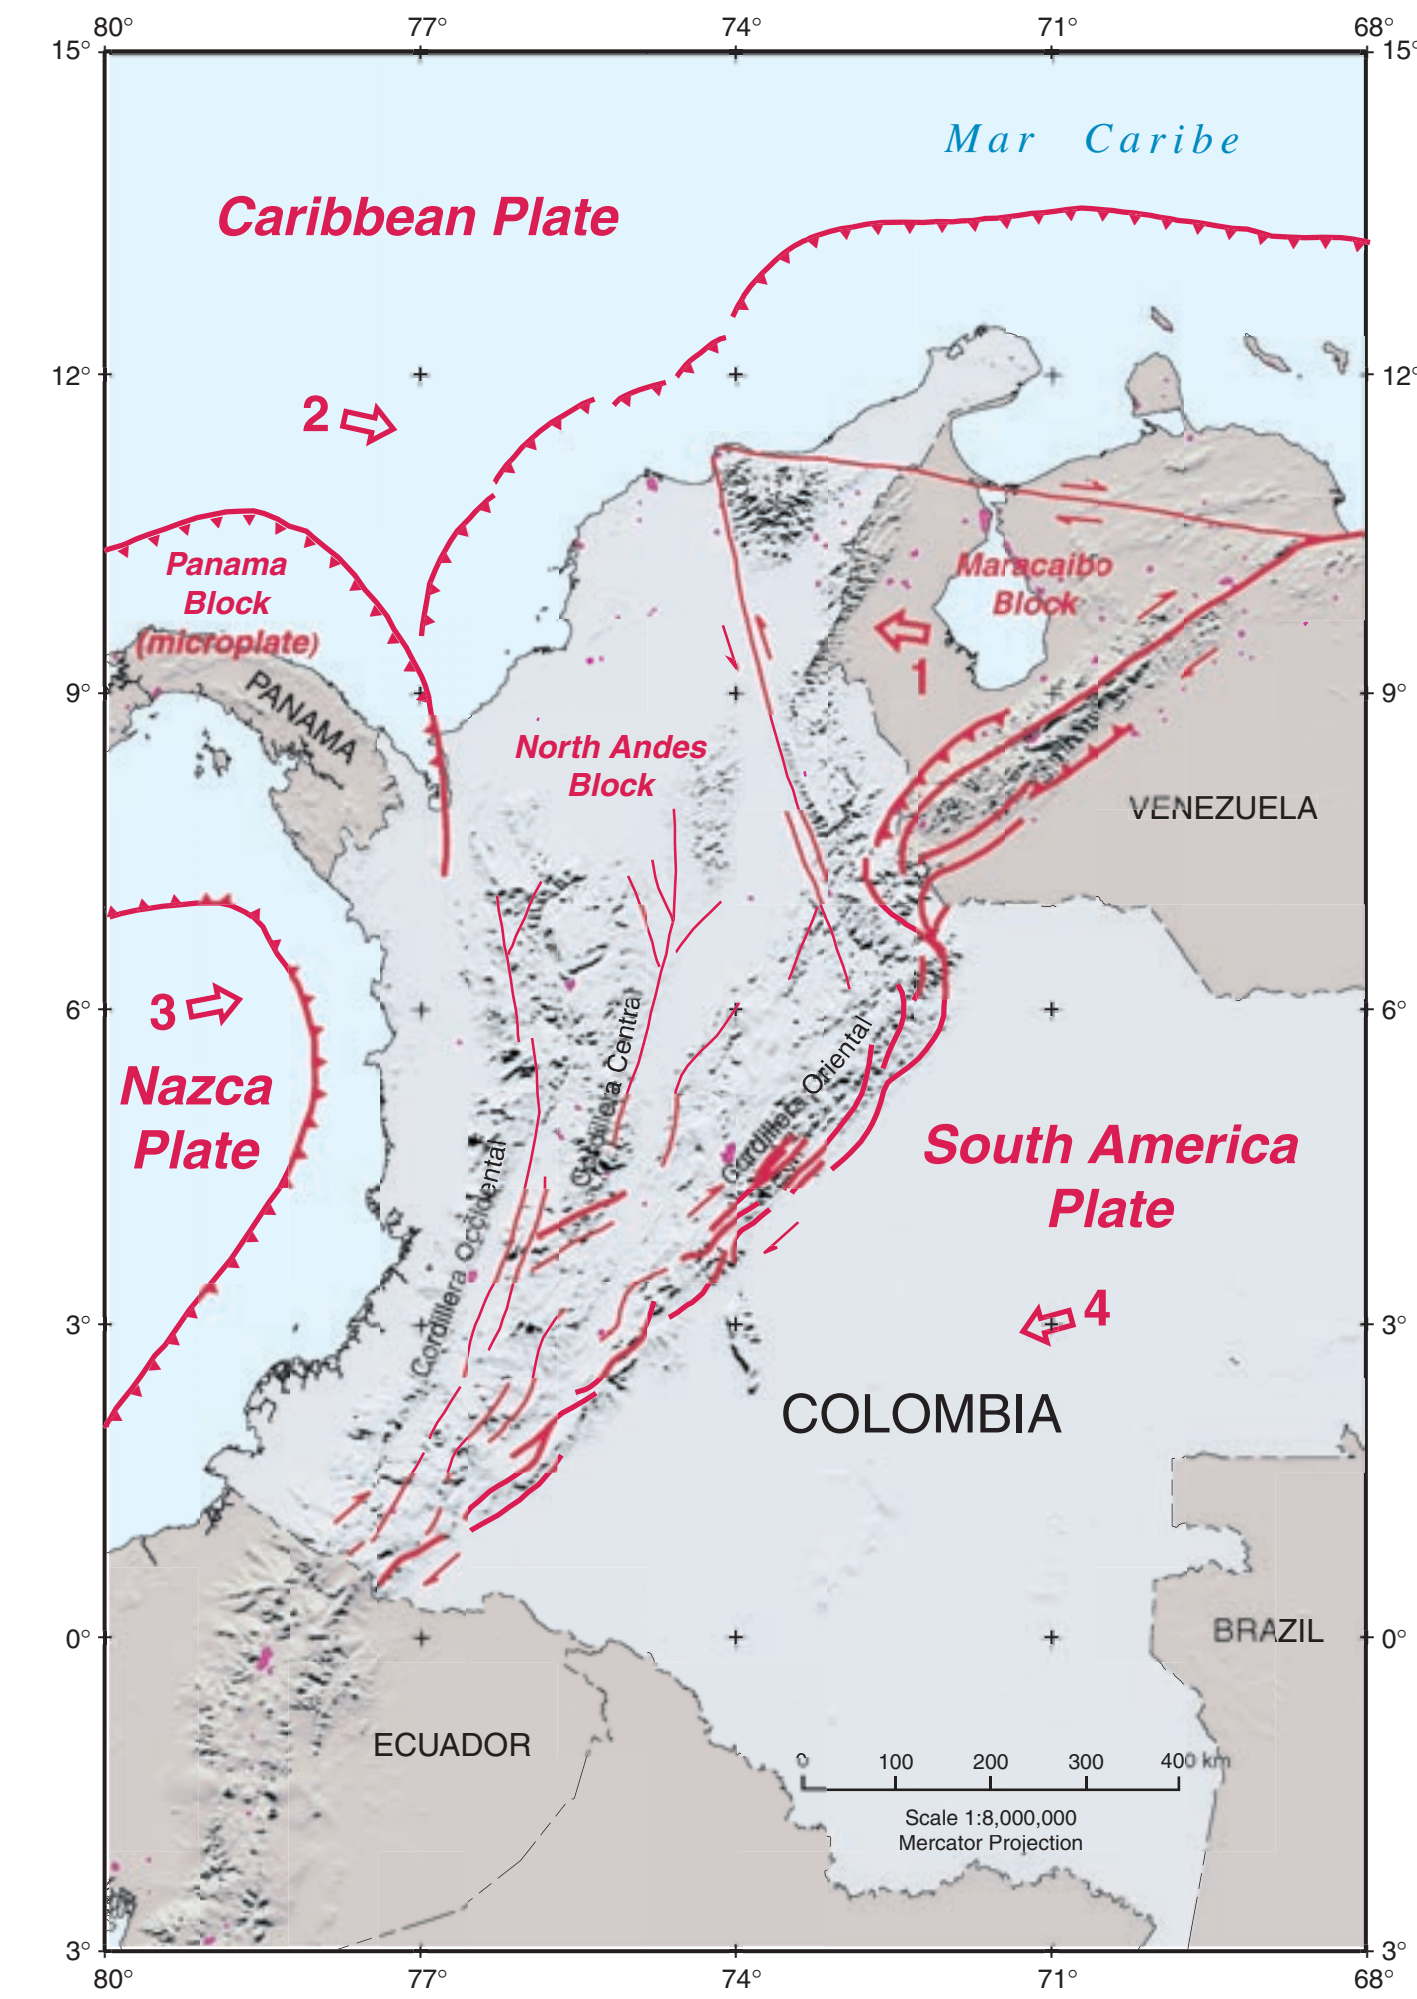 80° 77° 74° 71° 68°
15° 15°
Mar Caribe
Caribbean Plate
12° 12°
2
Panama
Block
(microplate)
Maracaibo
Block
1
9° 9°
PANAMA
North Andes
Block
VENEZUELA
6° 6°
3
Nazca
Plate
Cordillera Central
Cordillera Oriental
Cordillera Occidental
South America
Plate
4
3° 3°
COLOMBIA
0° 0°
BRAZIL
ECUADOR
0 100 200 300 400 km
Scale 1:8,000,000
Mercator Projection
3° 3°
80° 77° 74° 71° 68°